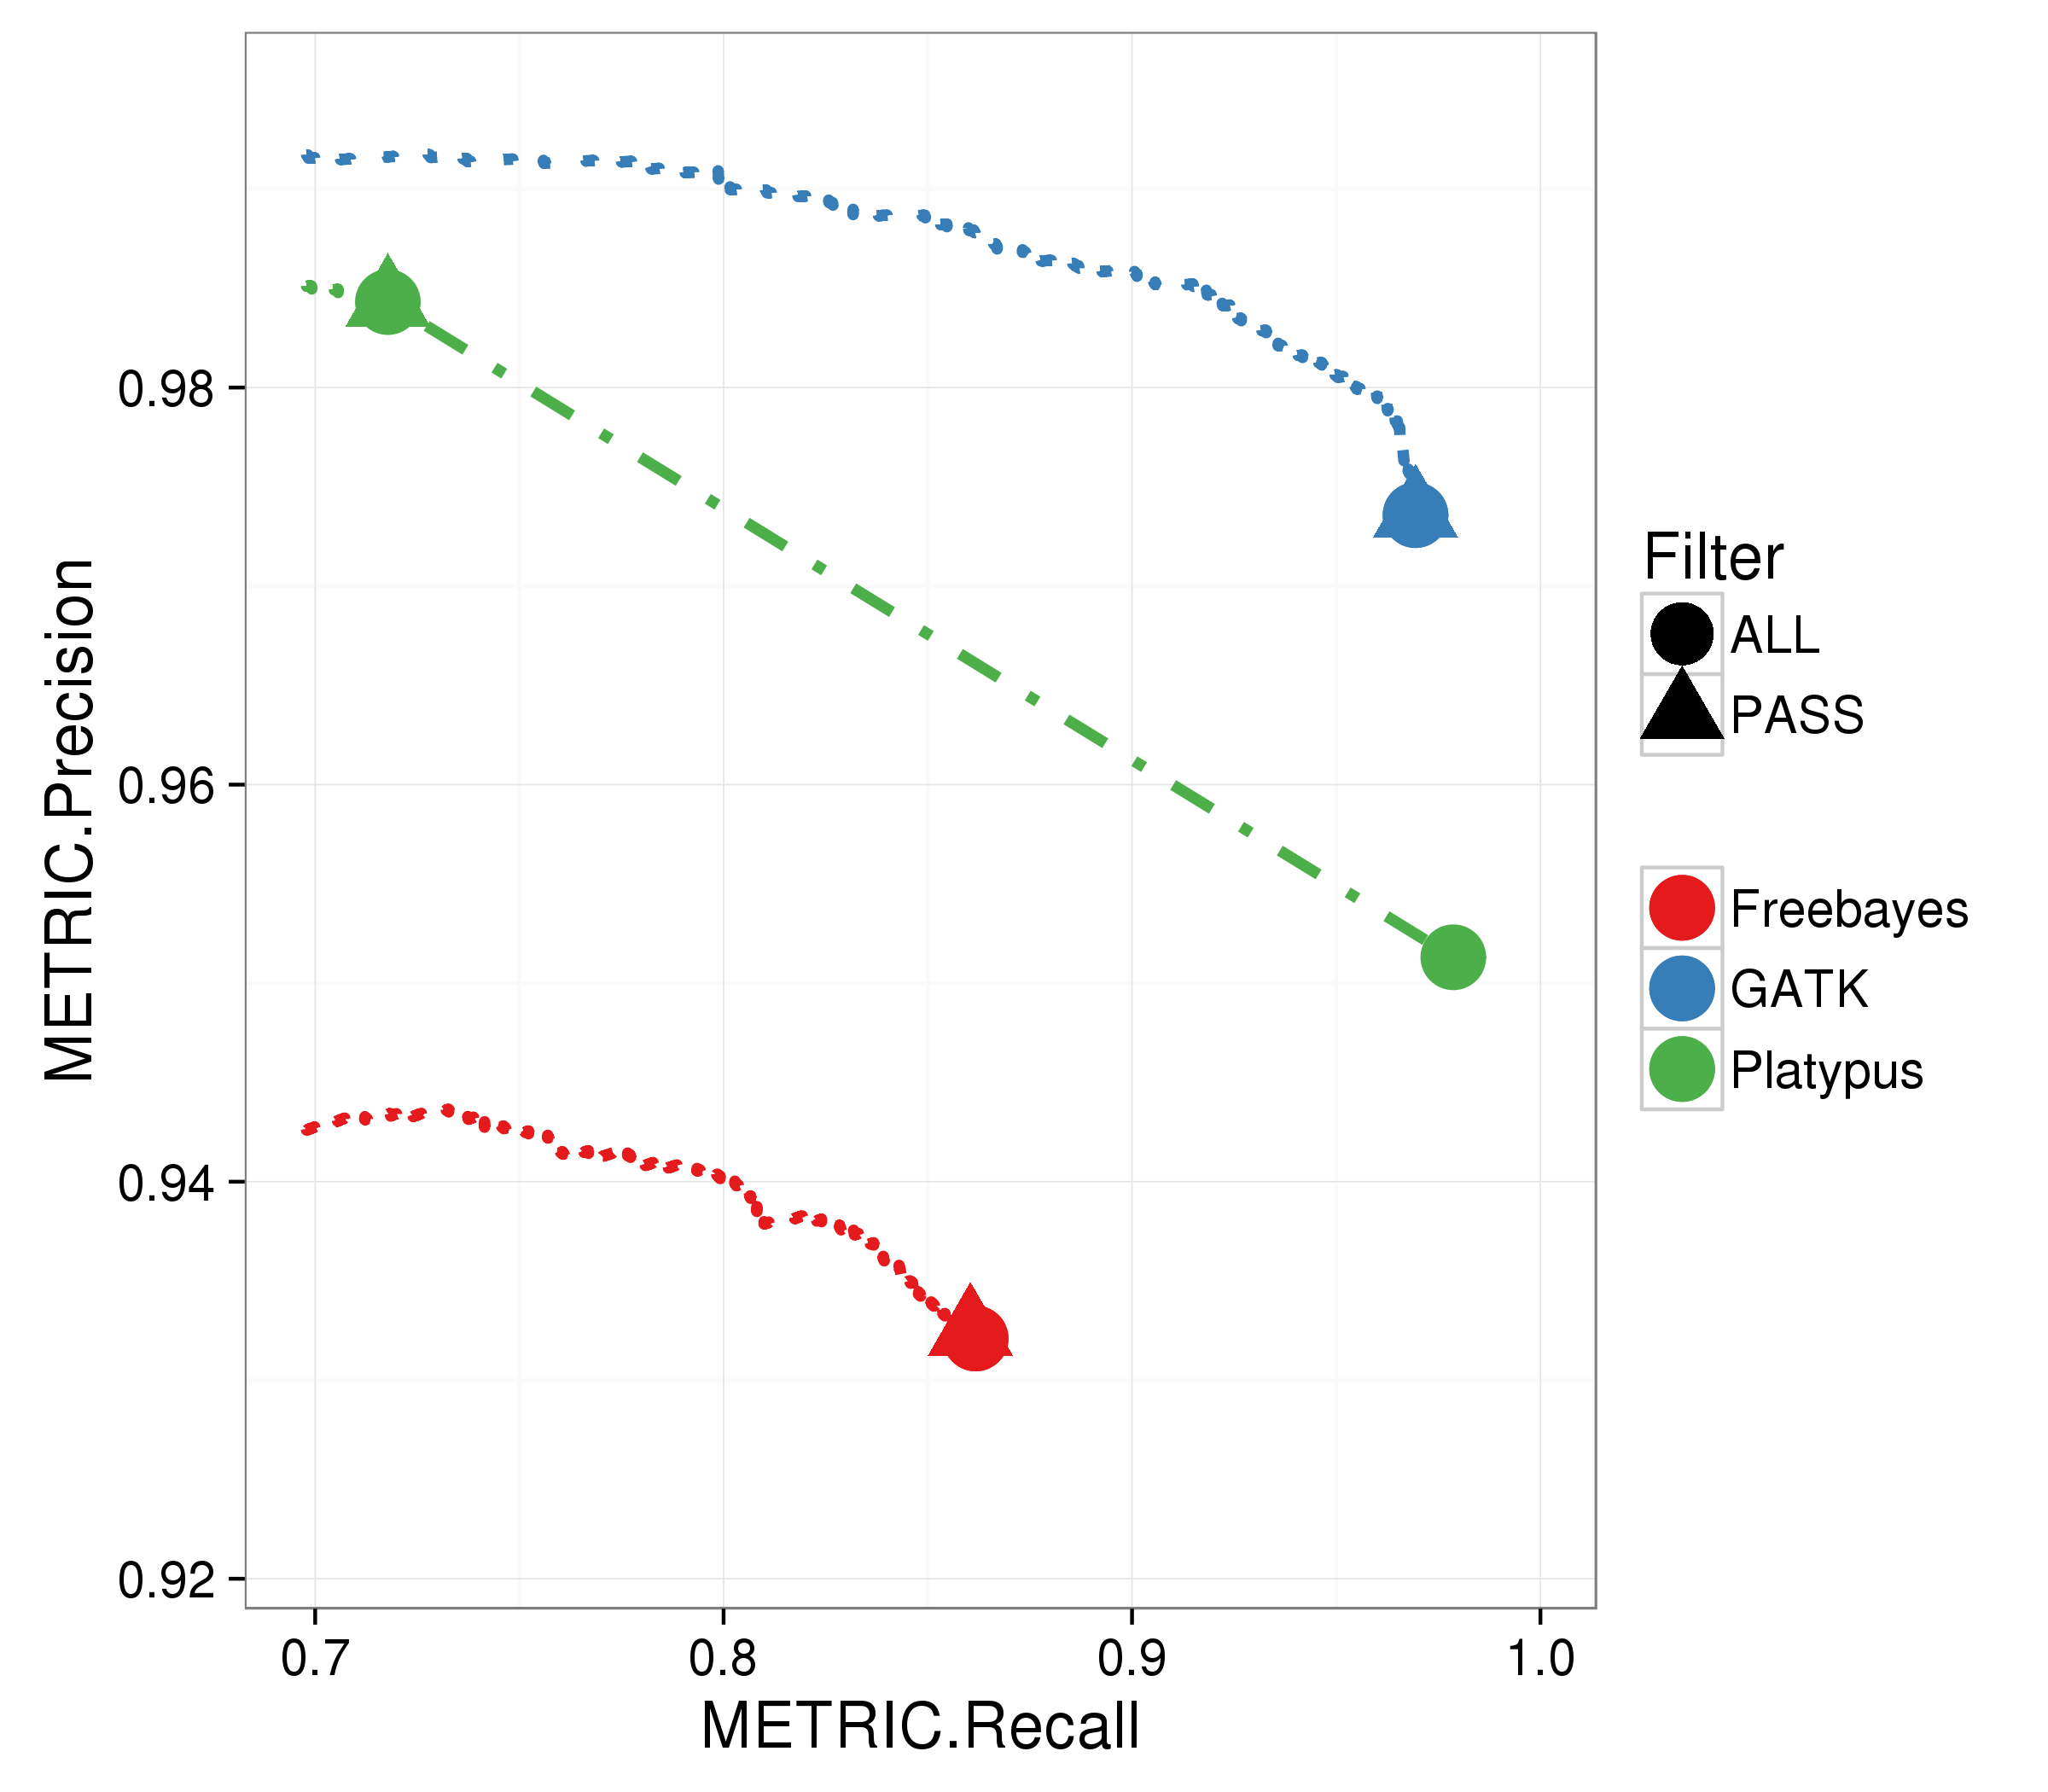 METRIC.Precision
0.98
0.96
0.94
0.92
0.7 0.8 0.9 1.0
METRIC.Recall
Filter
ALL
PASS
Freebayes
GATK
Platypus